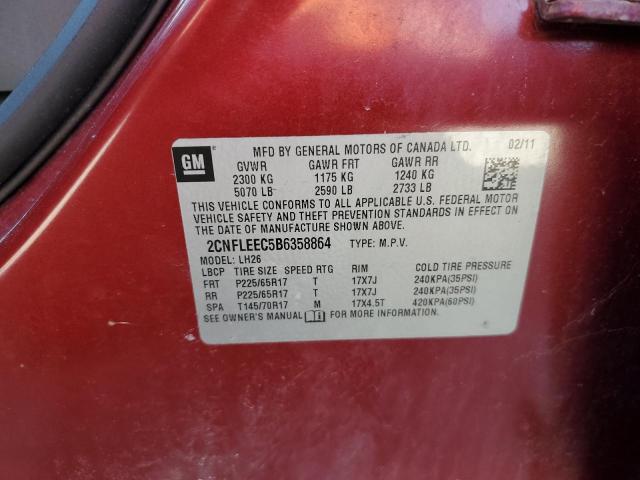 GM
MFD BY GENERAL MOTORS OF CANADA LTD. 02/11
GVWR GAWR FRT GAWR RR
2300 KG 1175 KG 1240 KG
5070 LB 2590 LB 2733 LB
THIS VEHICLE CONFORMS TO ALL APPLICABLE U.S. FEDERAL MOTOR
VEHICLE SAFETY AND THEFT PREVENTION STANDARDS IN EFFECT ON
THE DATE OF MANUFACTURE SHOWN ABOVE.
2CNFLEEC5B6358864 TYPE: M.P.V.
MODEL: LH26
LBCP TIRE SIZE SPEED RTG RIM COLD TIRE PRESSURE
FRT P225/65R17 T 17X7J 240KPA(35PSI)
RR P225/65R17 T 17X7J 240KPA(35PSI)
SPA T145/70R17 M 17X4.5T 420KPA(60PSI)
SEE OWNER'S MANUAL FOR MORE INFORMATION.